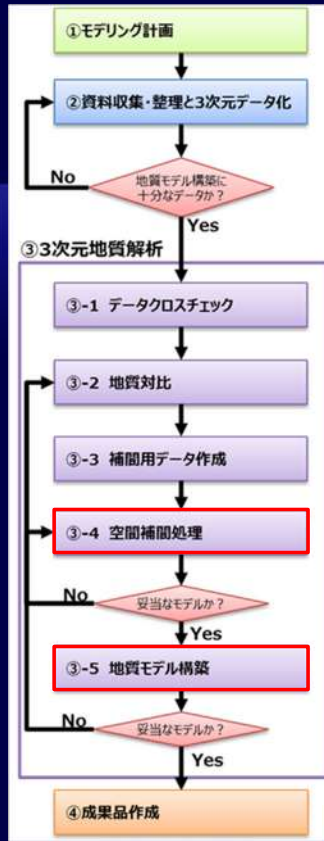 ①モデリング計画
②資料収集・整理と3次元データ化
No
地質モデル構築に
十分なデータか？
Yes
③3次元地質解析
③-1 データクロスチェック
③-2 地質対比
③-3 補間用データ作成
③-4 空間補間処理
No
妥当なモデルか？
Yes
③-5 地質モデル構築
No
妥当なモデルか？
Yes
④成果品作成